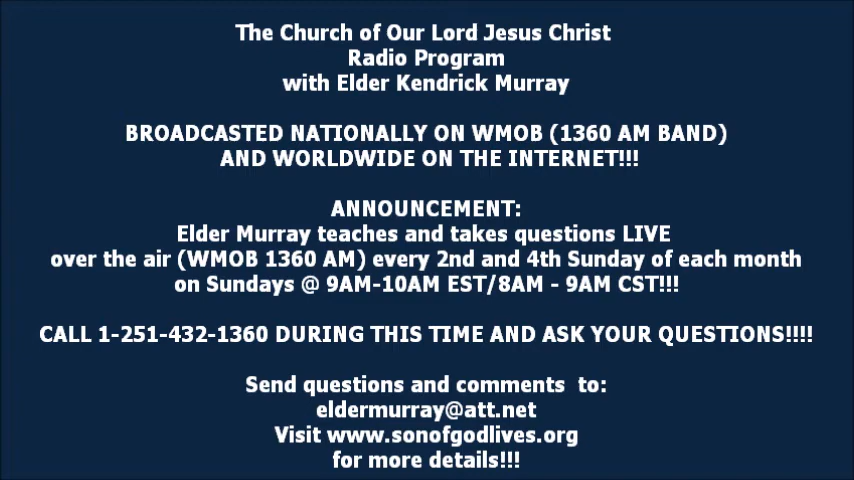 The Church of Our Lord Jesus Christ
Radio Program
with Elder Kendrick Murray
BROADCASTED NATIONALLY ON WMOB (1360 AM BAND)
AND WORLDWIDE ON THE INTERNET!!!
ANNOUNCEMENT:
Elder Murray teaches and takes questions LIVE
over the air (WMOB 1360 AM) every 2nd and 4th Sunday of each month
on Sundays @ 9AM-10AM EST/8AM - 9AM CST!!!
CALL 1-251-432-1360 DURING THIS TIME AND ASK YOUR QUESTIONS!!!!
Send questions and comments  to:
eldermurray@att.net
Visit www.sonofgodlives.org
for more details!!!